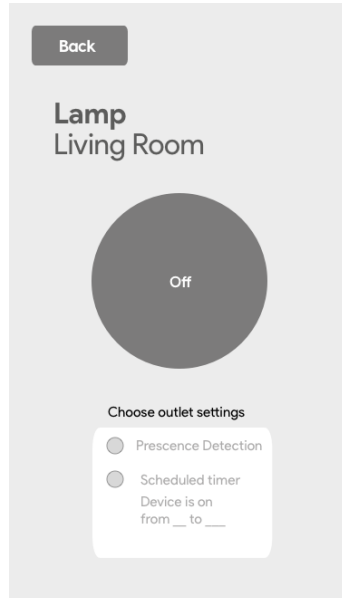 Back
Lamp
Living Room
Off
Choose outlet settings
Prescence Detection
Scheduled timer
Device is on
from __ to ___